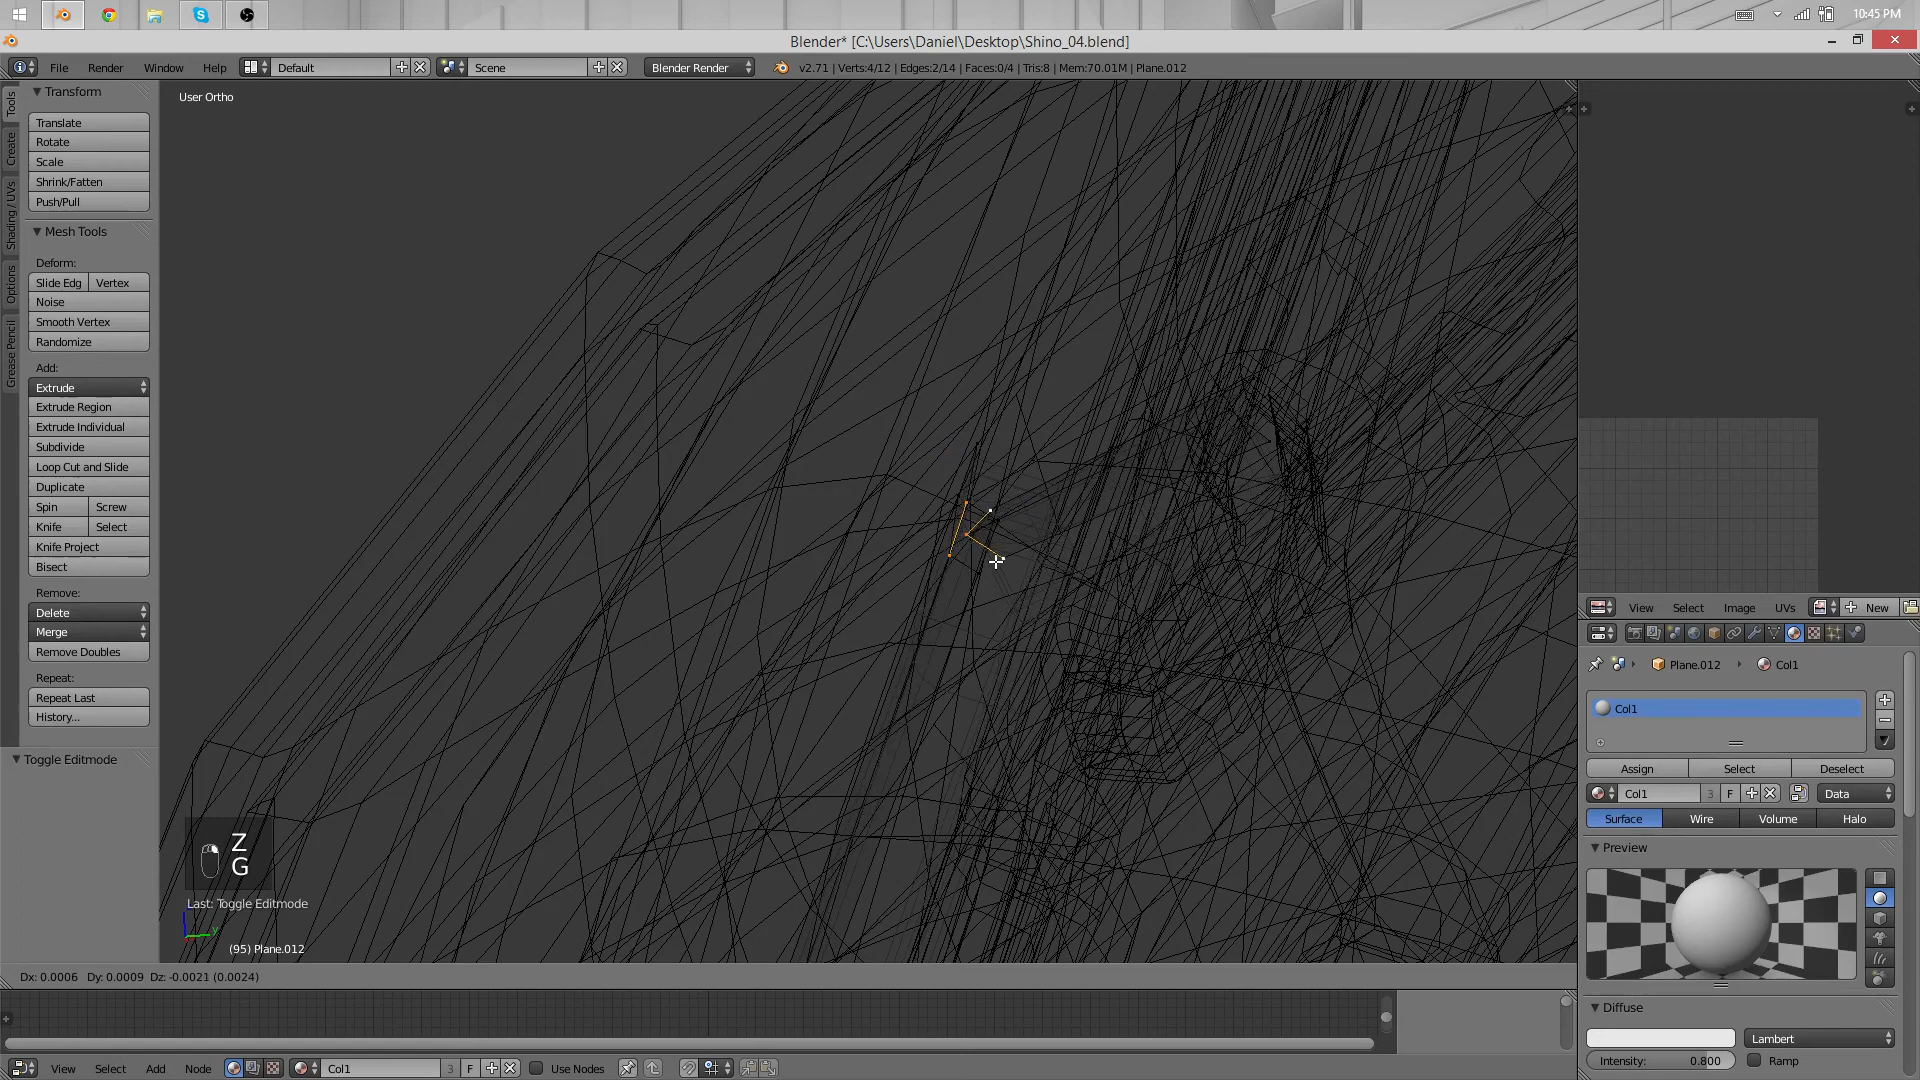 10:45 PM
Blender* [C:\Users\Daniel\Desktop\Shino_04.blend]
File Render Window Help Default Scene Blender Render v2.71 | Verts:4/12 | Edges:2/14 | Faces:0/4 | Tris:8 | Mem:70.01M | Plane.012
Tools
Create
Shading / UVs
Options
Grease Pencil
Transform
Translate
Rotate
Scale
Shrink/Fatten
Push/Pull
Mesh Tools
Deform:
Slide Edg Vertex
Noise
Smooth Vertex
Randomize
Add:
Extrude
Extrude Region
Extrude Individual
Subdivide
Loop Cut and Slide
Duplicate
Spin Screw
Knife Select
Knife Project
Bisect
Remove:
Delete
Merge
Remove Doubles
Repeat:
Repeat Last
History...
Toggle Editmode
User Ortho
Z
G
Last: Toggle Editmode
y
(95) Plane.012
Dx: 0.0006 Dy: 0.0009 Dz: -0.0021 (0.0024)
View Select Add Node Col1 3 F Use Nodes
View Select Image UVs New
Plane.012 Col1
Col1
Assign Select Deselect
Col1 3 F Data
Surface Wire Volume Halo
Preview
Diffuse
Lambert
Intensity: 0.800 Ramp